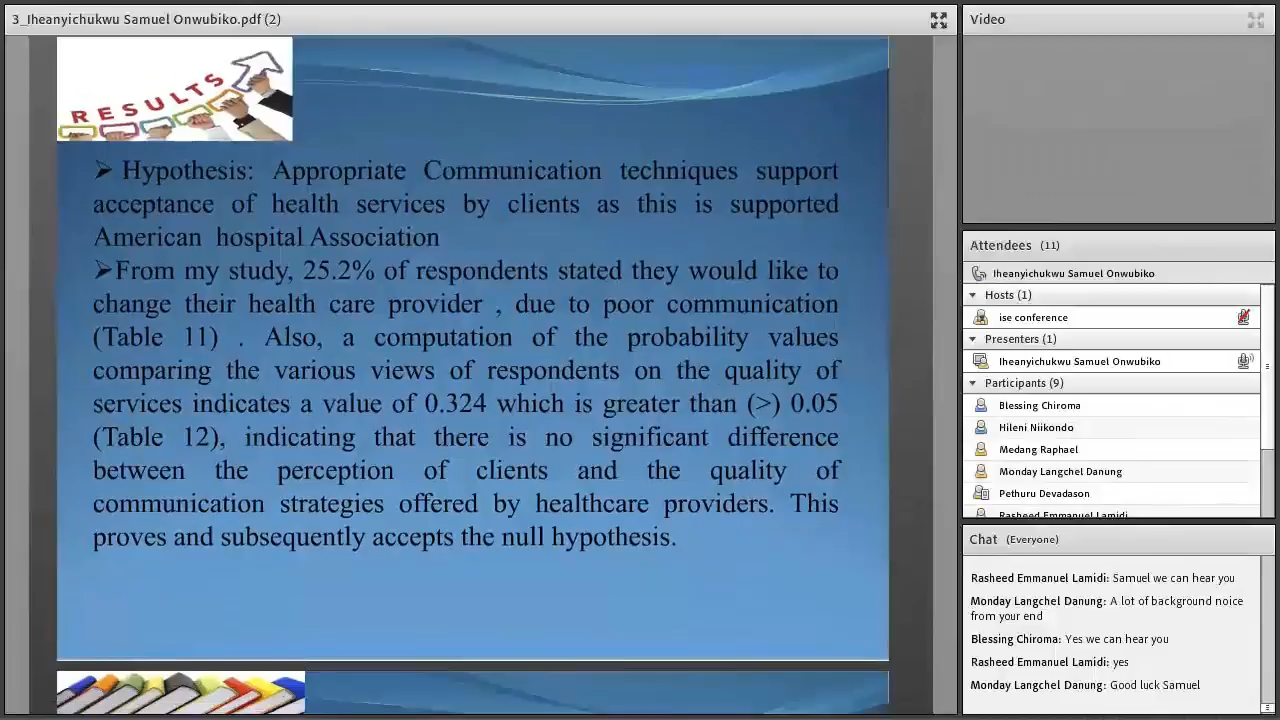 3_Iheanyichukwu Samuel Onwubiko.pdf (2)
RESULTS
➢ Hypothesis: Appropriate Communication techniques support
acceptance of health services by clients as this is supported
American hospital Association
➢From my study, 25.2% of respondents stated they would like to
change their health care provider , due to poor communication
(Table 11) . Also, a computation of the probability values
comparing the various views of respondents on the quality of
services indicates a value of 0.324 which is greater than (>) 0.05
(Table 12), indicating that there is no significant difference
between the perception of clients and the quality of
communication strategies offered by healthcare providers. This
proves and subsequently accepts the null hypothesis.
Video
Attendees (11)
Iheanyichukwu Samuel Onwubiko
Hosts (1)
ise conference
Presenters (1)
Iheanyichukwu Samuel Onwubiko
Participants (9)
Blessing Chiroma
Hileni Niikondo
Medang Raphael
Monday Langchel Danung
Pethuru Devadason
Rasheed Emmanuel Lamidi
Chat (Everyone)
Rasheed Emmanuel Lamidi: Samuel we can hear you
Monday Langchel Danung: A lot of background noice
from your end
Blessing Chiroma: Yes we can hear you
Rasheed Emmanuel Lamidi: yes
Monday Langchel Danung: Good luck Samuel